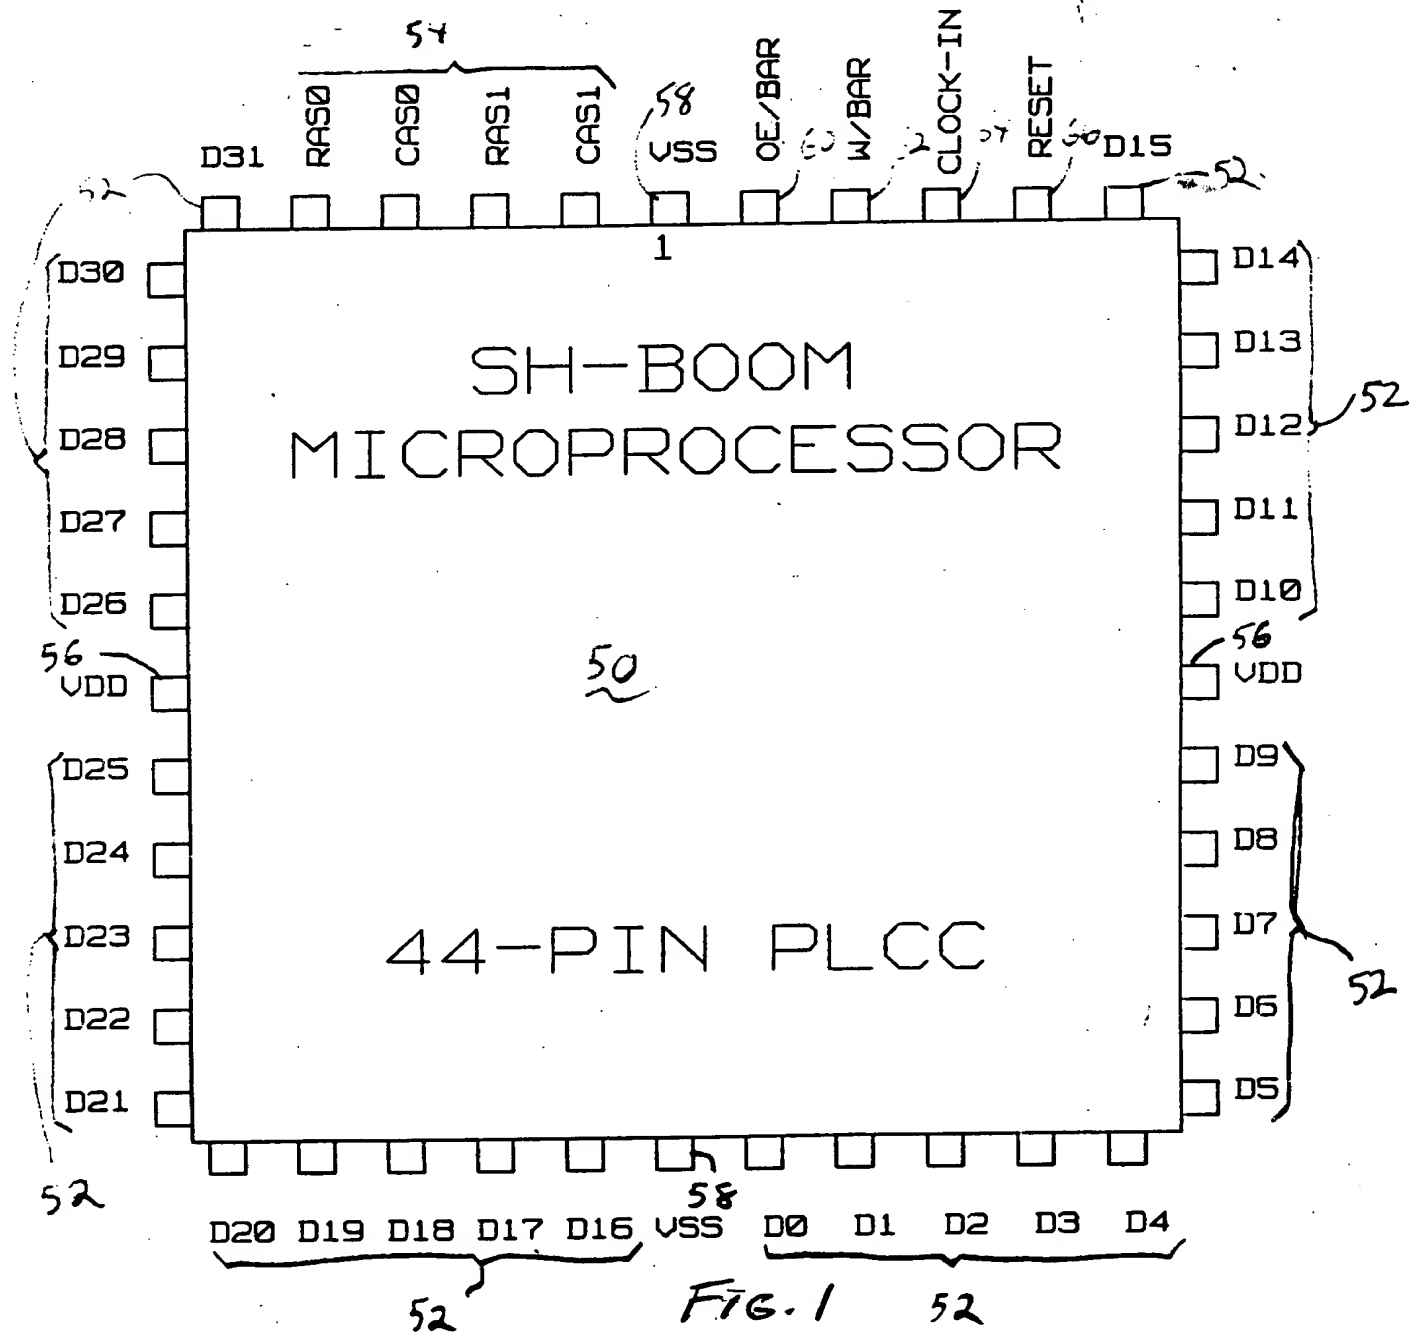 54
RAS0
CAS0
RAS1
CAS1
58
VSS
OE/BAR
W/BAR
CLOCK-IN
RESET
D31
D15
52
52
1
D30
D29
D28
D27
D26
56
VDD
D25
D24
D23
D22
D21
52
SH-BOOM
MICROPROCESSOR
50
44-PIN PLCC
D14
D13
D12
52
D11
D10
56
VDD
D9
D8
D7
52
D6
D5
58
D20 D19 D18 D17 D16 VSS D0 D1 D2 D3 D4
52
FIG. 1
52